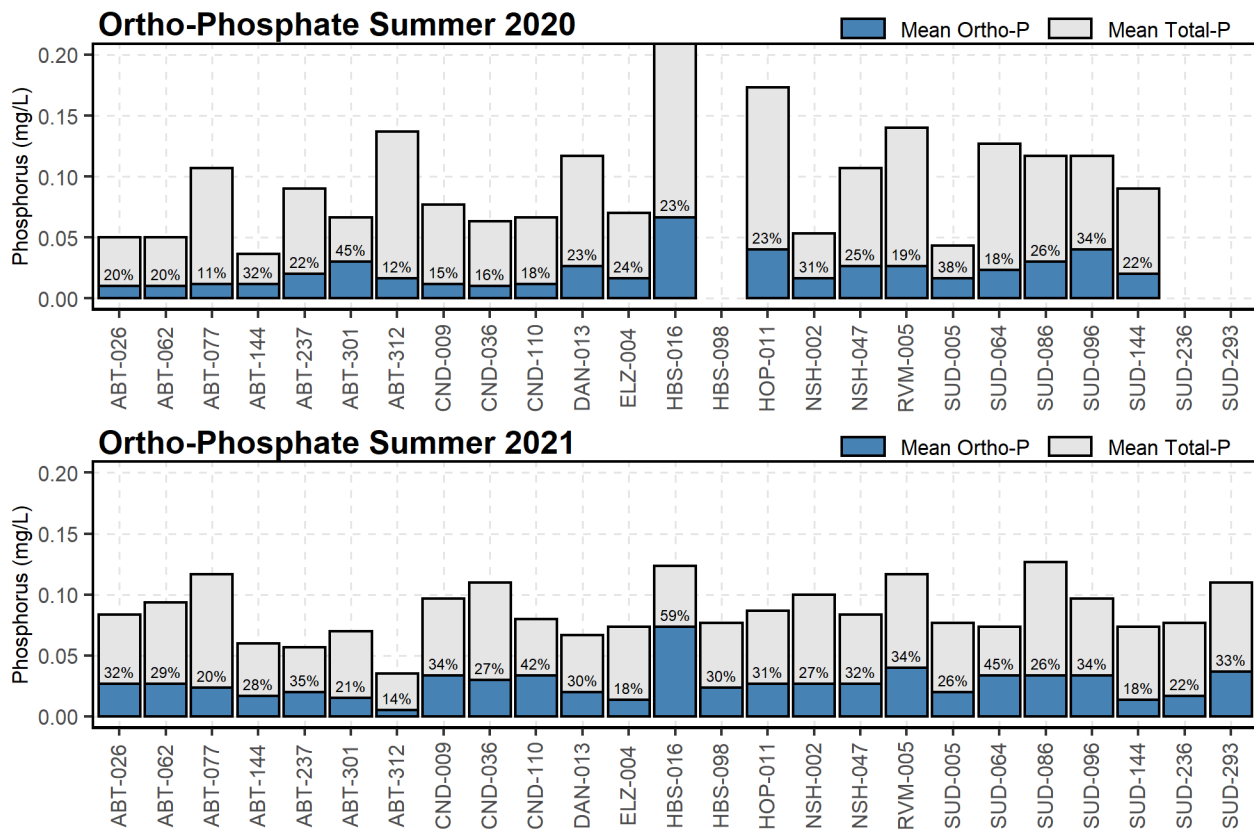 Ortho-Phosphate Summer 2020
Mean Ortho-P Mean Total-P
Phosphorus (mg/L)
0.20
0.15
0.10
0.05
0.00
20% 20% 11% 32% 22% 45% 12% 15% 16% 18% 23% 24% 23% 23% 31% 25% 19% 38% 18% 26% 34% 22%
ABT-026 ABT-062 ABT-077 ABT-144 ABT-237 ABT-301 ABT-312 CND-009 CND-036 CND-110 DAN-013 ELZ-004 HBS-016 HBS-098 HOP-011 NSH-002 NSH-047 RVM-005 SUD-005 SUD-064 SUD-086 SUD-096 SUD-144 SUD-236 SUD-293
Ortho-Phosphate Summer 2021
Mean Ortho-P Mean Total-P
Phosphorus (mg/L)
0.20
0.15
0.10
0.05
0.00
32% 29% 20% 28% 35% 21% 14% 34% 27% 42% 30% 18% 59% 30% 31% 27% 32% 34% 26% 45% 26% 34% 18% 22% 33%
ABT-026 ABT-062 ABT-077 ABT-144 ABT-237 ABT-301 ABT-312 CND-009 CND-036 CND-110 DAN-013 ELZ-004 HBS-016 HBS-098 HOP-011 NSH-002 NSH-047 RVM-005 SUD-005 SUD-064 SUD-086 SUD-096 SUD-144 SUD-236 SUD-293